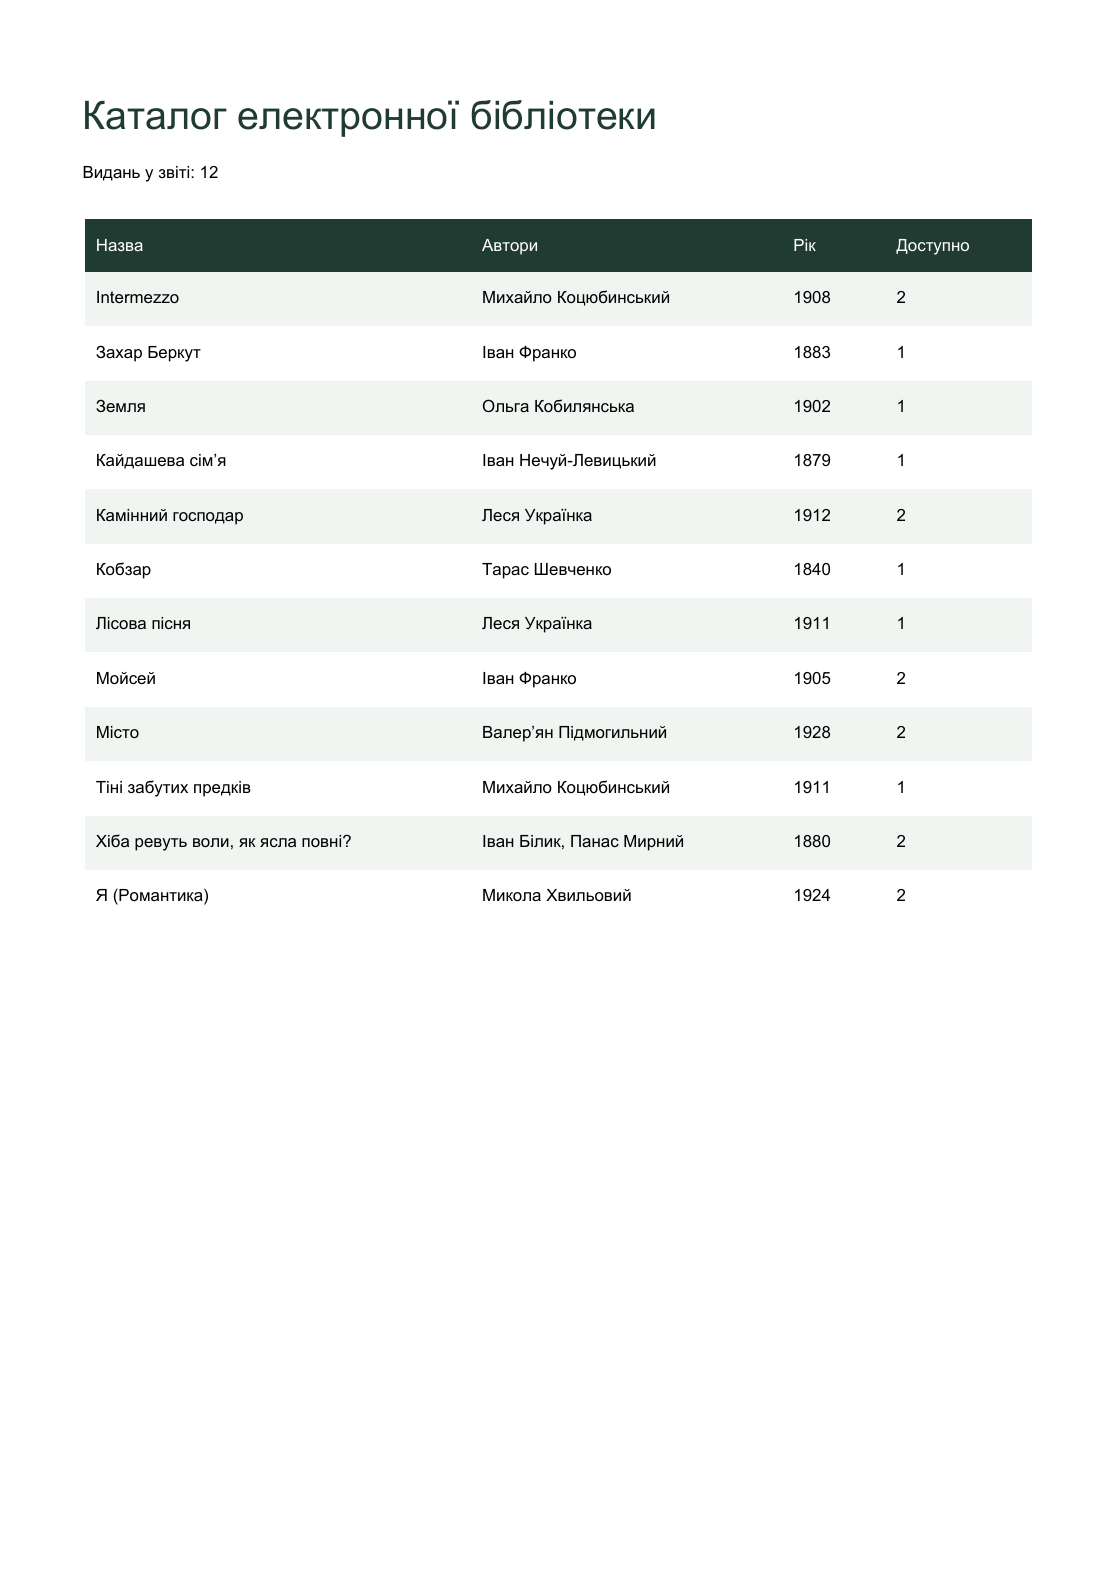 Каталог електронної бібліотеки
Видань у звіті: 12
Назва Автори Рік Доступно
Intermezzo Михайло Коцюбинський 1908 2
Захар Беркут Іван Франко 1883 1
Земля Ольга Кобилянська 1902 1
Кайдашева сім’я Іван Нечуй-Левицький 1879 1
Камінний господар Леся Українка 1912 2
Кобзар Тарас Шевченко 1840 1
Лісова пісня Леся Українка 1911 1
Мойсей Іван Франко 1905 2
Місто Валер’ян Підмогильний 1928 2
Тіні забутих предків Михайло Коцюбинський 1911 1
Хіба ревуть воли, як ясла повні? Іван Білик, Панас Мирний 1880 2
Я (Романтика) Микола Хвильовий 1924 2